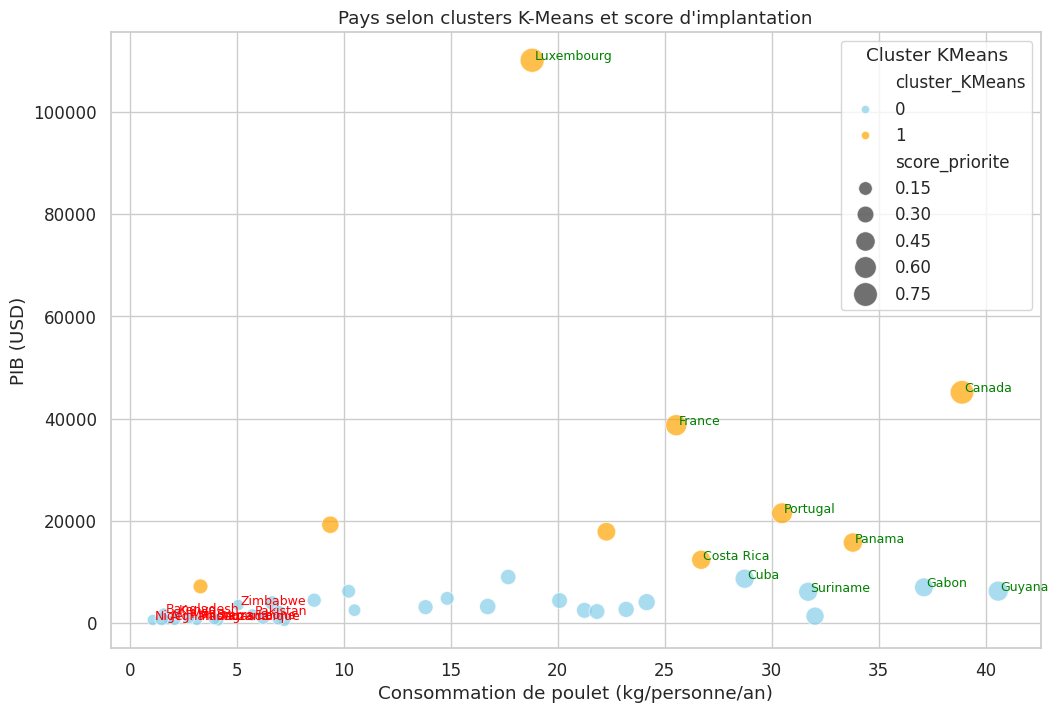 Pays selon clusters K-Means et score d'implantation
Cluster KMeans
cluster_KMeans
0
1
score_priorite
0.15
0.30
0.45
0.60
0.75
PIB (USD)
100000
80000
60000
40000
20000
0
Luxembourg
Canada
France
Portugal
Panama
Costa Rica
Cuba
Suriname
Gabon
Guyana
Zimbabwe
Bangladesh
Pakistan
0
5
10
15
20
25
30
35
40
Consommation de poulet (kg/personne/an)